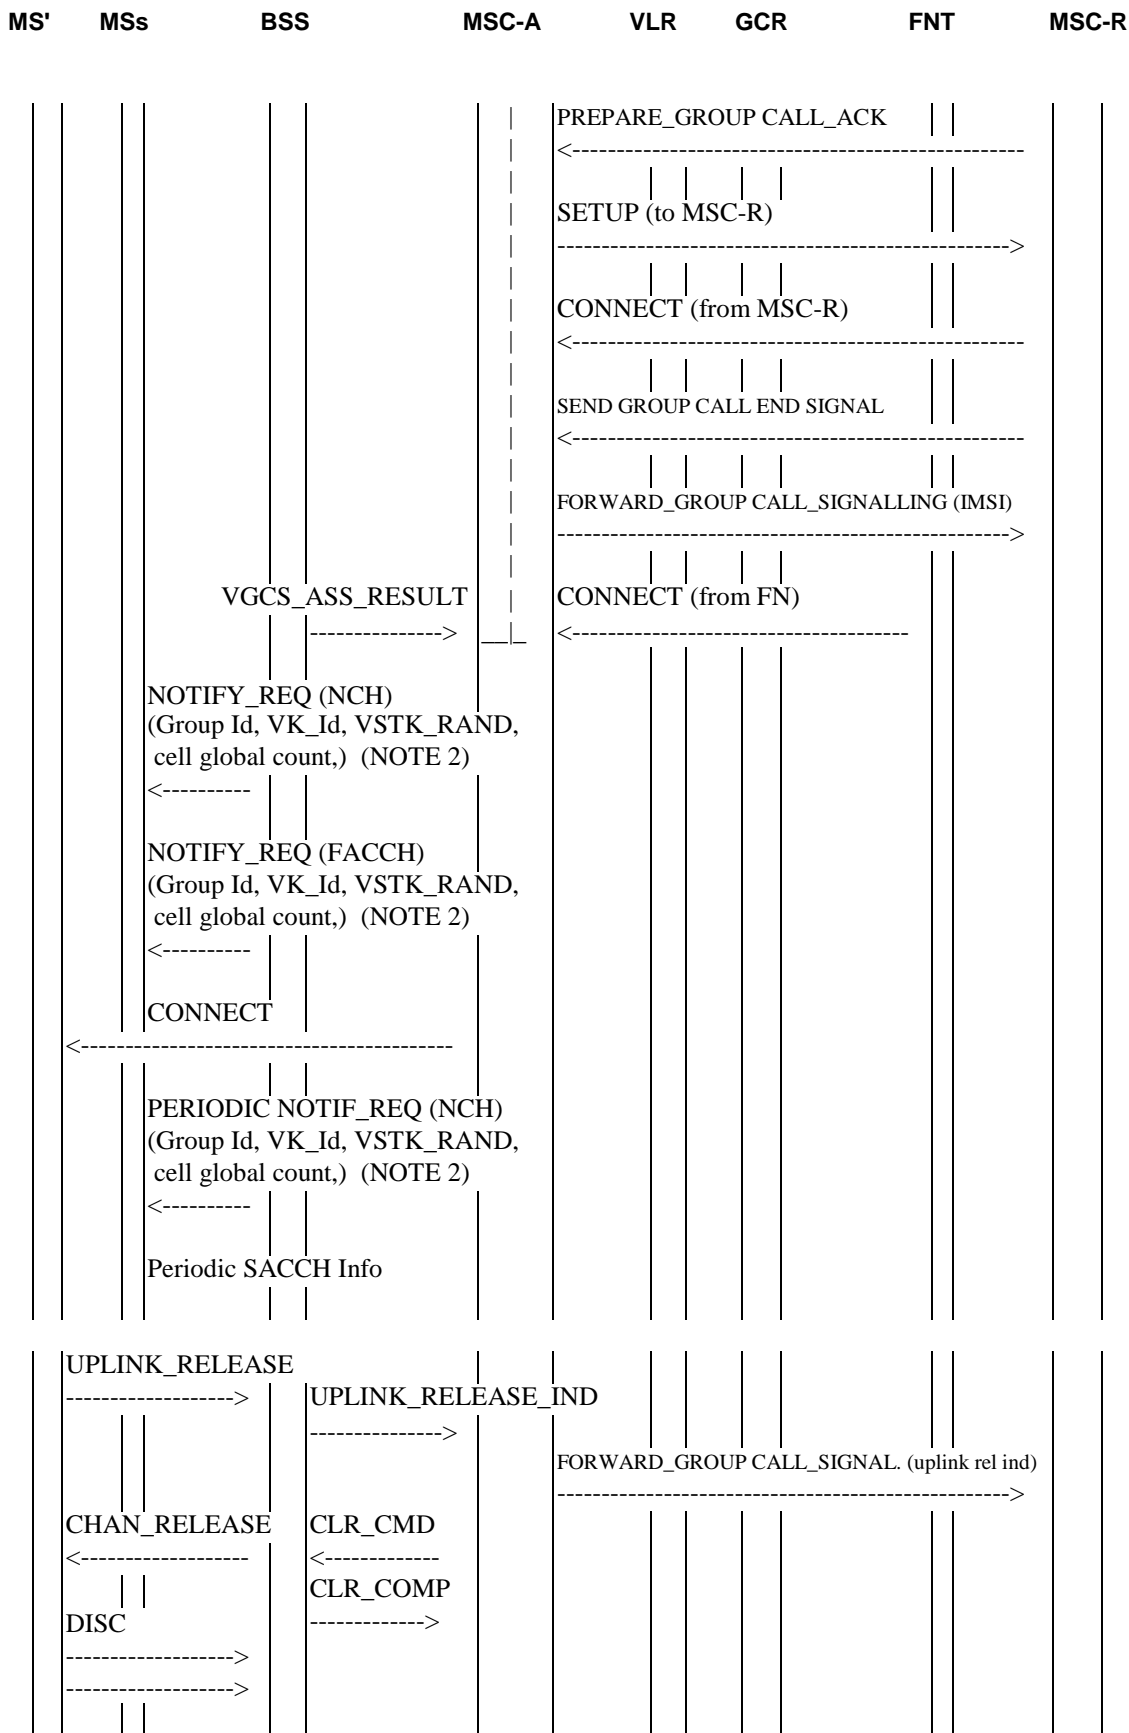 MS' MSs BSS MSC-A VLR GCR FNT MSC-R
PREPARE_GROUP CALL_ACK
SETUP (to MSC-R)
CONNECT (from MSC-R)
SEND GROUP CALL END SIGNAL
FORWARD_GROUP CALL_SIGNALLING (IMSI)
VGCS_ASS_RESULT CONNECT (from FN)
NOTIFY_REQ (NCH)
(Group Id, VK_Id, VSTK_RAND,
cell global count,) (NOTE 2)
NOTIFY_REQ (FACCH)
(Group Id, VK_Id, VSTK_RAND,
cell global count,) (NOTE 2)
CONNECT
PERIODIC NOTIF_REQ (NCH)
(Group Id, VK_Id, VSTK_RAND,
cell global count,) (NOTE 2)
Periodic SACCH Info
UPLINK_RELEASE
UPLINK_RELEASE_IND
FORWARD_GROUP CALL_SIGNAL. (uplink rel ind)
CHAN_RELEASE CLR_CMD
CLR_COMP
DISC